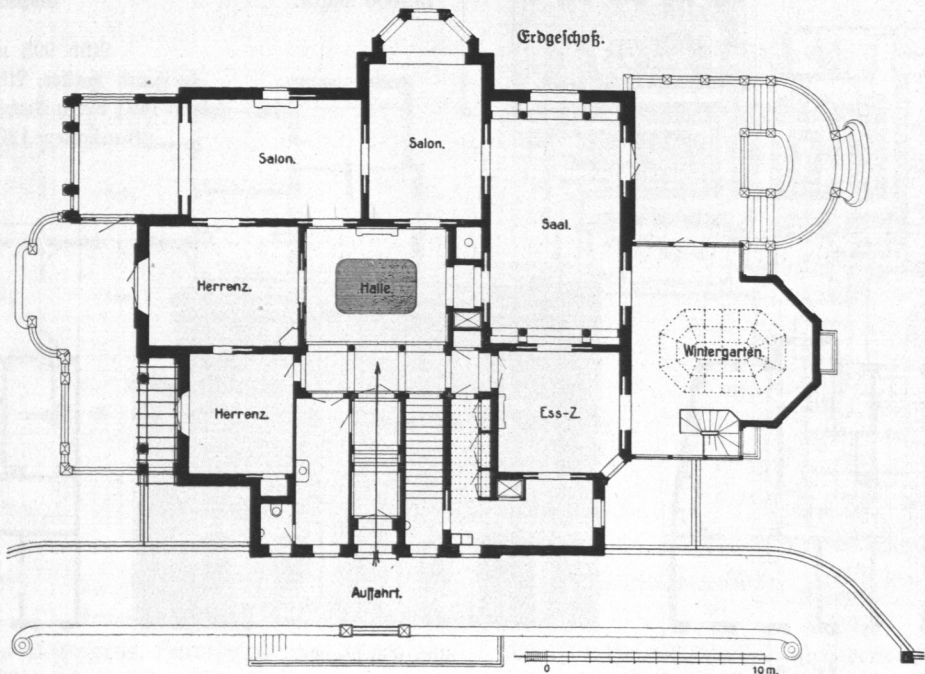 Erdgeschoß.
Salon.
Salon.
Saal.
Herrenz.
Halle.
Wintergarten.
Herrenz.
Ess-Z.
Auffahrt.
0
10 m.